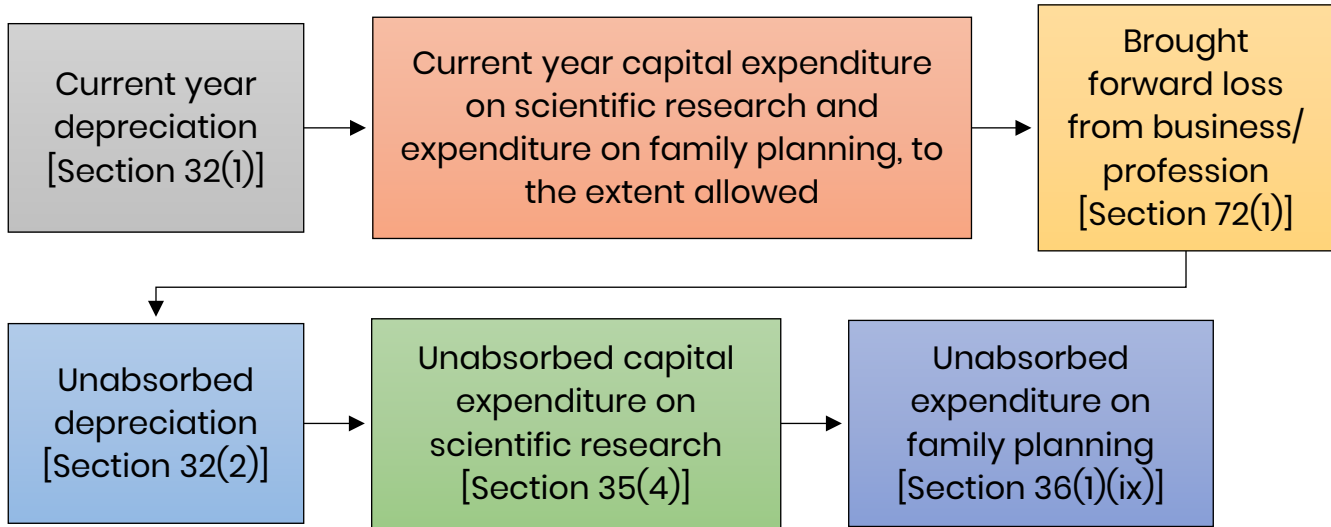 Current year
depreciation
[Section 32(1)]
Current year capital expenditure
on scientific research and
expenditure on family planning, to
the extent allowed
Brought
forward loss
from business/
profession
[Section 72(1)]
Unabsorbed
depreciation
[Section 32(2)]
Unabsorbed capital
expenditure on
scientific research
[Section 35(4)]
Unabsorbed
expenditure on
family planning
[Section 36(1)(ix)]